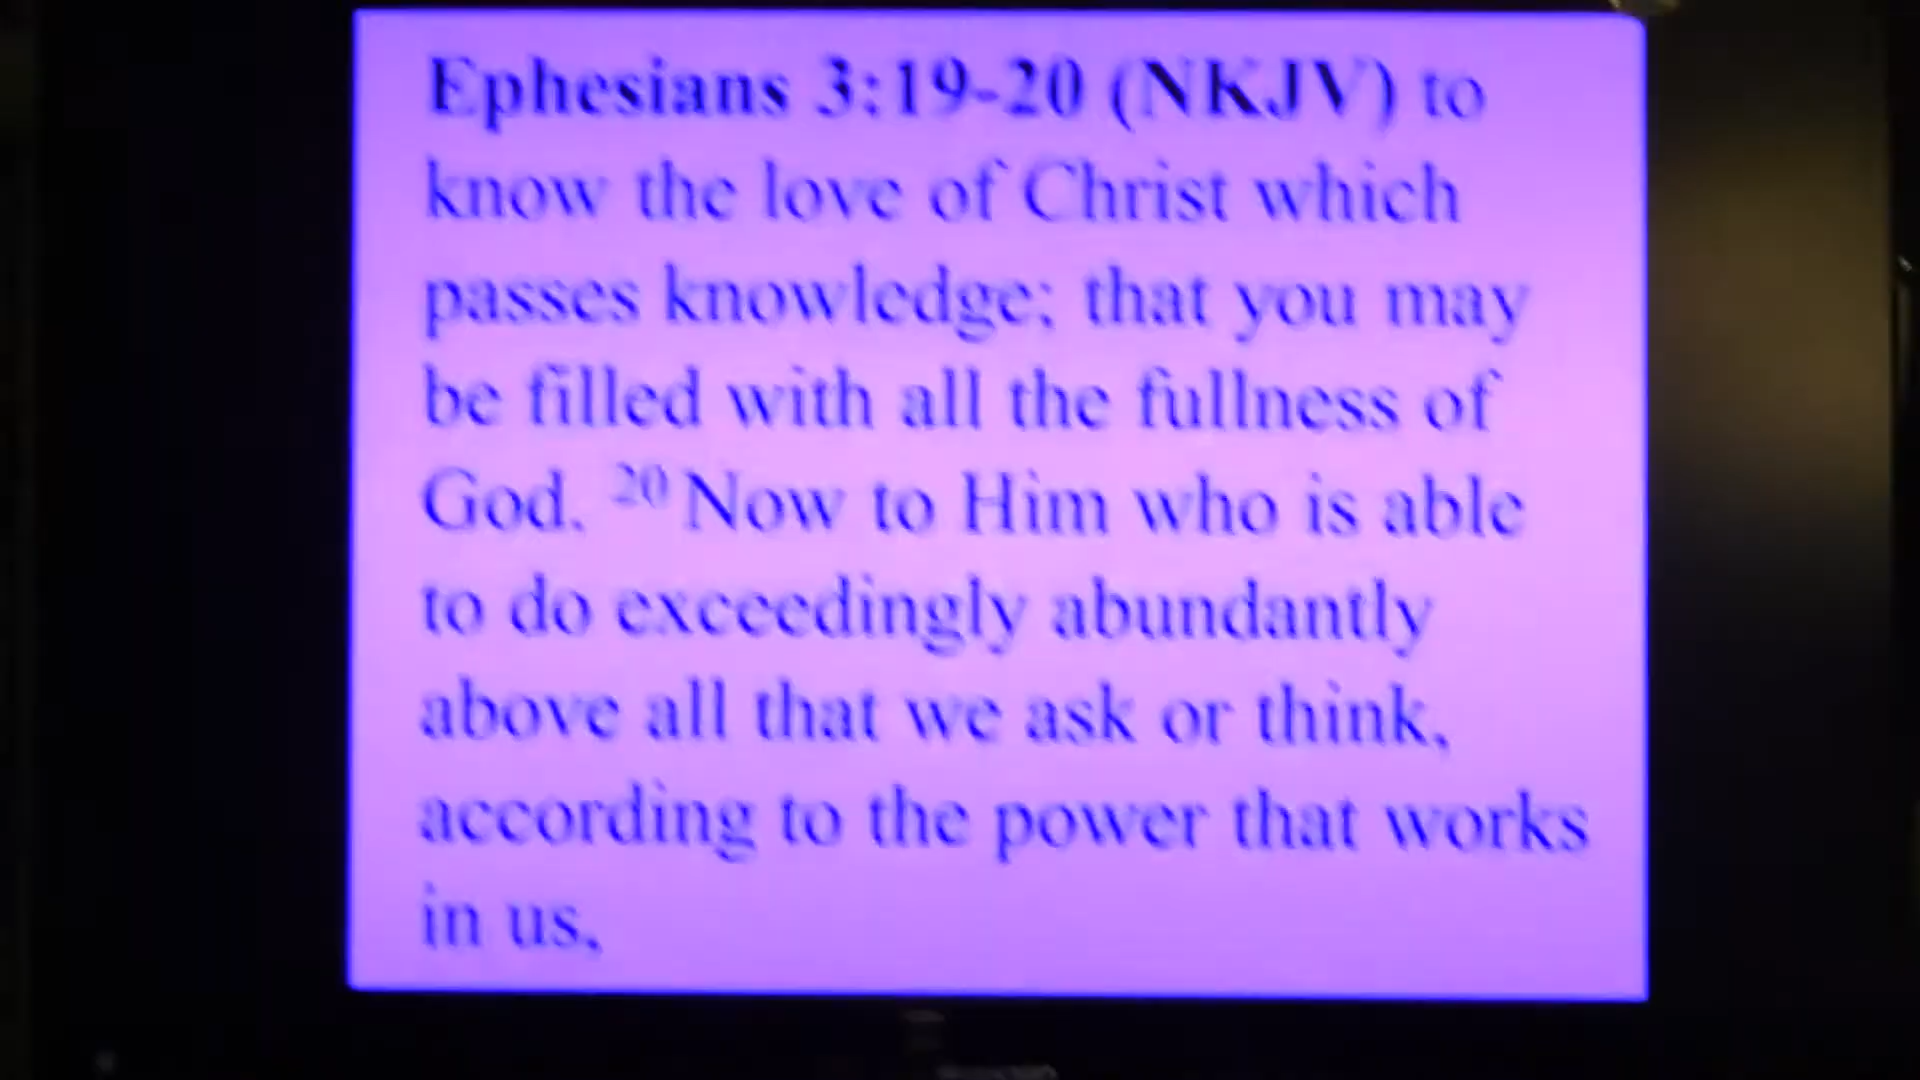 Ephesians 3:19-20 (NKJV) to
know the love of Christ which
passes knowledge; that you may
be filled with all the fullness of
God. 20 Now to Him who is able
to do exceedingly abundantly
above all that we ask or think,
according to the power that works
in us,